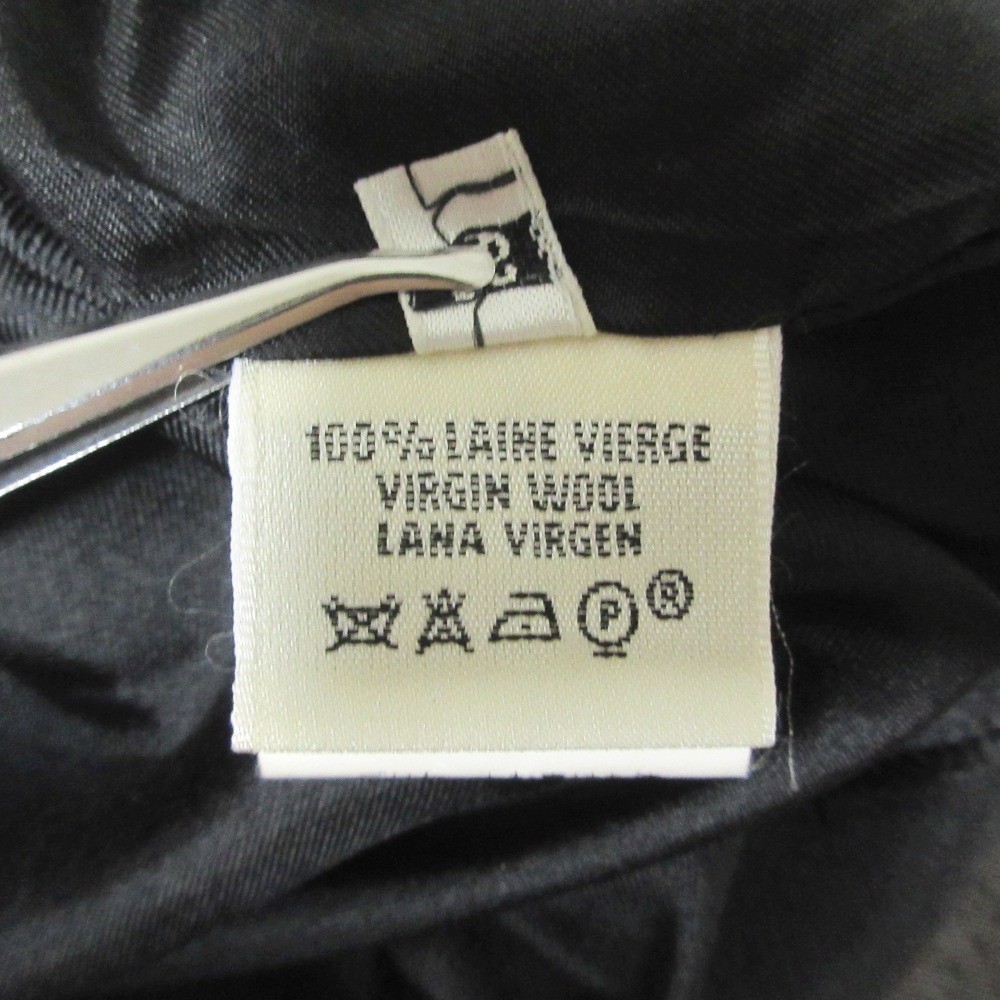 100% LAINE VIERGE
VIRGIN WOOL
LANA VIRGEN
P ®